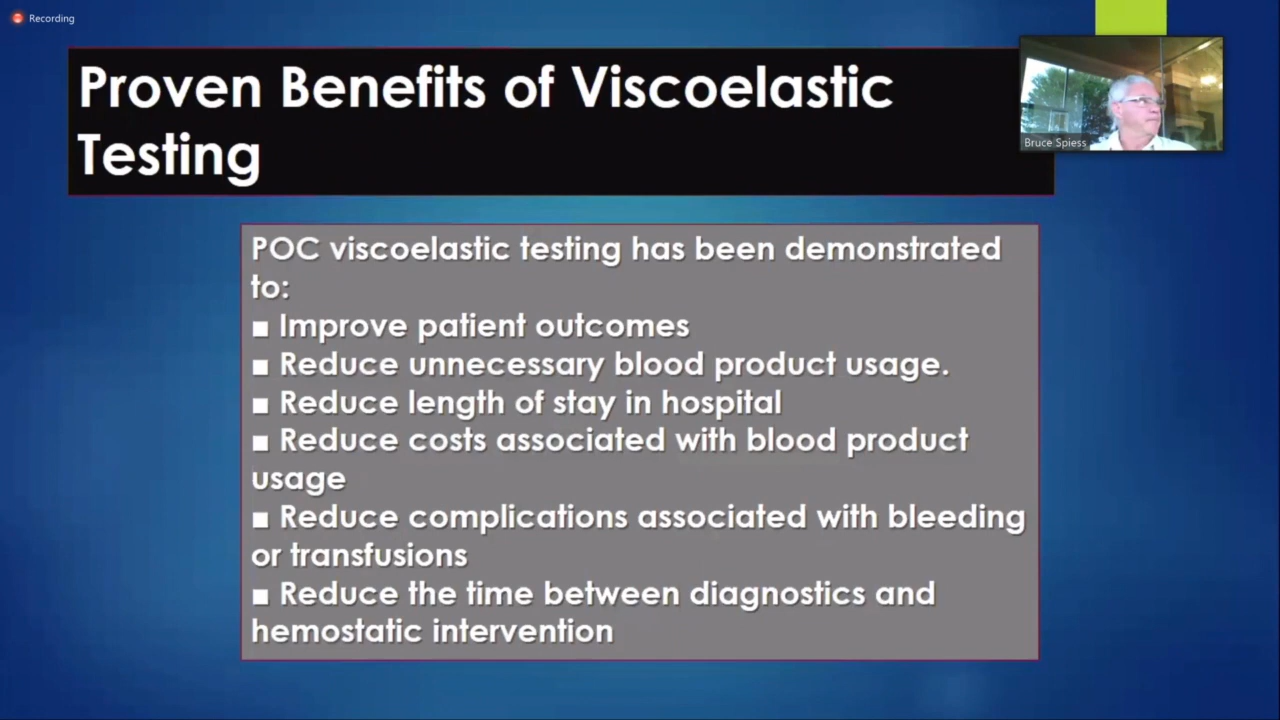 Recording
Proven Benefits of Viscoelastic
Testing
Bruce Spiess
POC viscoelastic testing has been demonstrated
to:
■ Improve patient outcomes
■ Reduce unnecessary blood product usage.
■ Reduce length of stay in hospital
■ Reduce costs associated with blood product
usage
■ Reduce complications associated with bleeding
or transfusions
■ Reduce the time between diagnostics and
hemostatic intervention